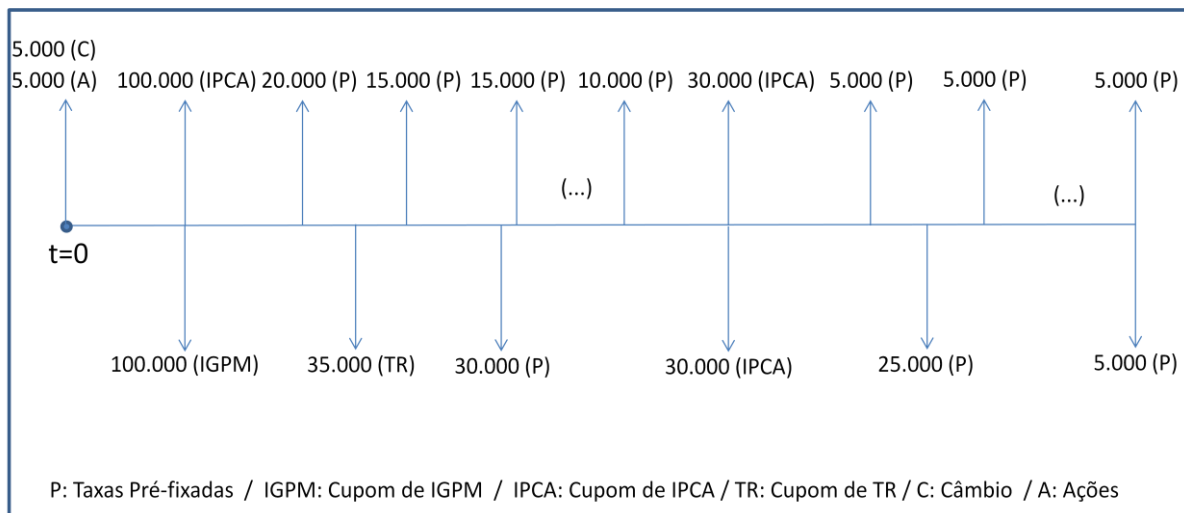 5.000 (C)
5.000 (A) 100.000 (IPCA) 20.000 (P) 15.000 (P) 15.000 (P) 10.000 (P) 30.000 (IPCA) 5.000 (P) 5.000 (P) 5.000 (P)
(...) (...)
t=0
100.000 (IGPM) 35.000 (TR) 30.000 (P) 30.000 (IPCA) 25.000 (P) 5.000 (P)
P: Taxas Pré-fixadas / IGPM: Cupom de IGPM / IPCA: Cupom de IPCA / TR: Cupom de TR / C: Câmbio / A: Ações